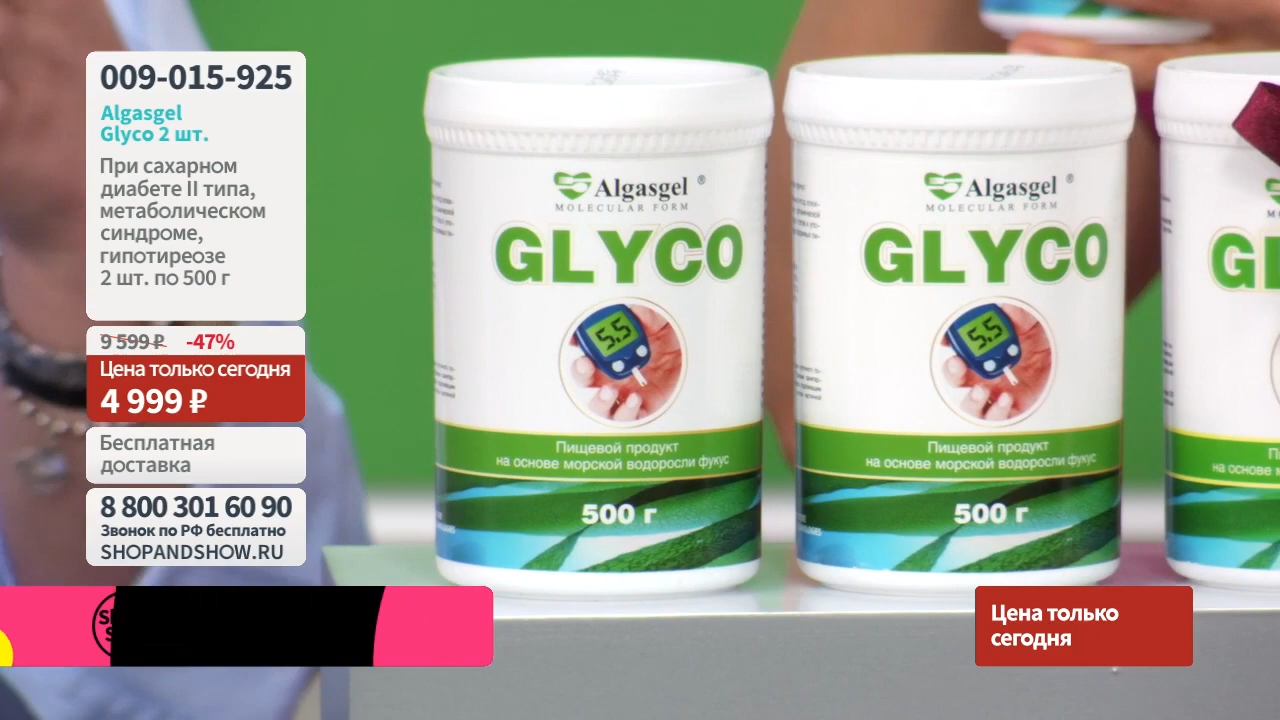 009-015-925
Algasgel
Glyco 2 шт.
При сахарном
диабете II типа,
метаболическом
синдроме,
гипотиреозе
2 шт. по 500 г
9 599 ₽ -47%
Цена только сегодня
4 999 ₽
Бесплатная
доставка
8 800 301 60 90
Звонок по РФ бесплатно
SHOPANDSHOW.RU
Algasgel ®
MOLECULAR FORM
GLYCO
5.5
Пищевой продукт
на основе морской водоросли фукус
500 г
Algasgel ®
MOLECULAR FORM
GLYCO
5.5
Пищевой продукт
на основе морской водоросли фукус
500 г
на основе
Цена только
сегодня